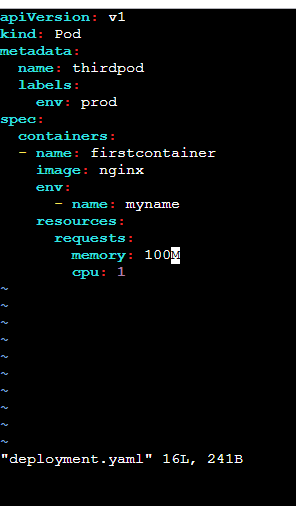 apiVersion: v1
kind: Pod
metadata:
  name: thirdpod
  labels:
    env: prod
spec:
  containers:
  - name: firstcontainer
    image: nginx
    env:
      - name: myname
    resources:
      requests:
        memory: 100M
        cpu: 1
~
~
~
~
~
~
~
~
~
~
"deployment.yaml" 16L, 241B